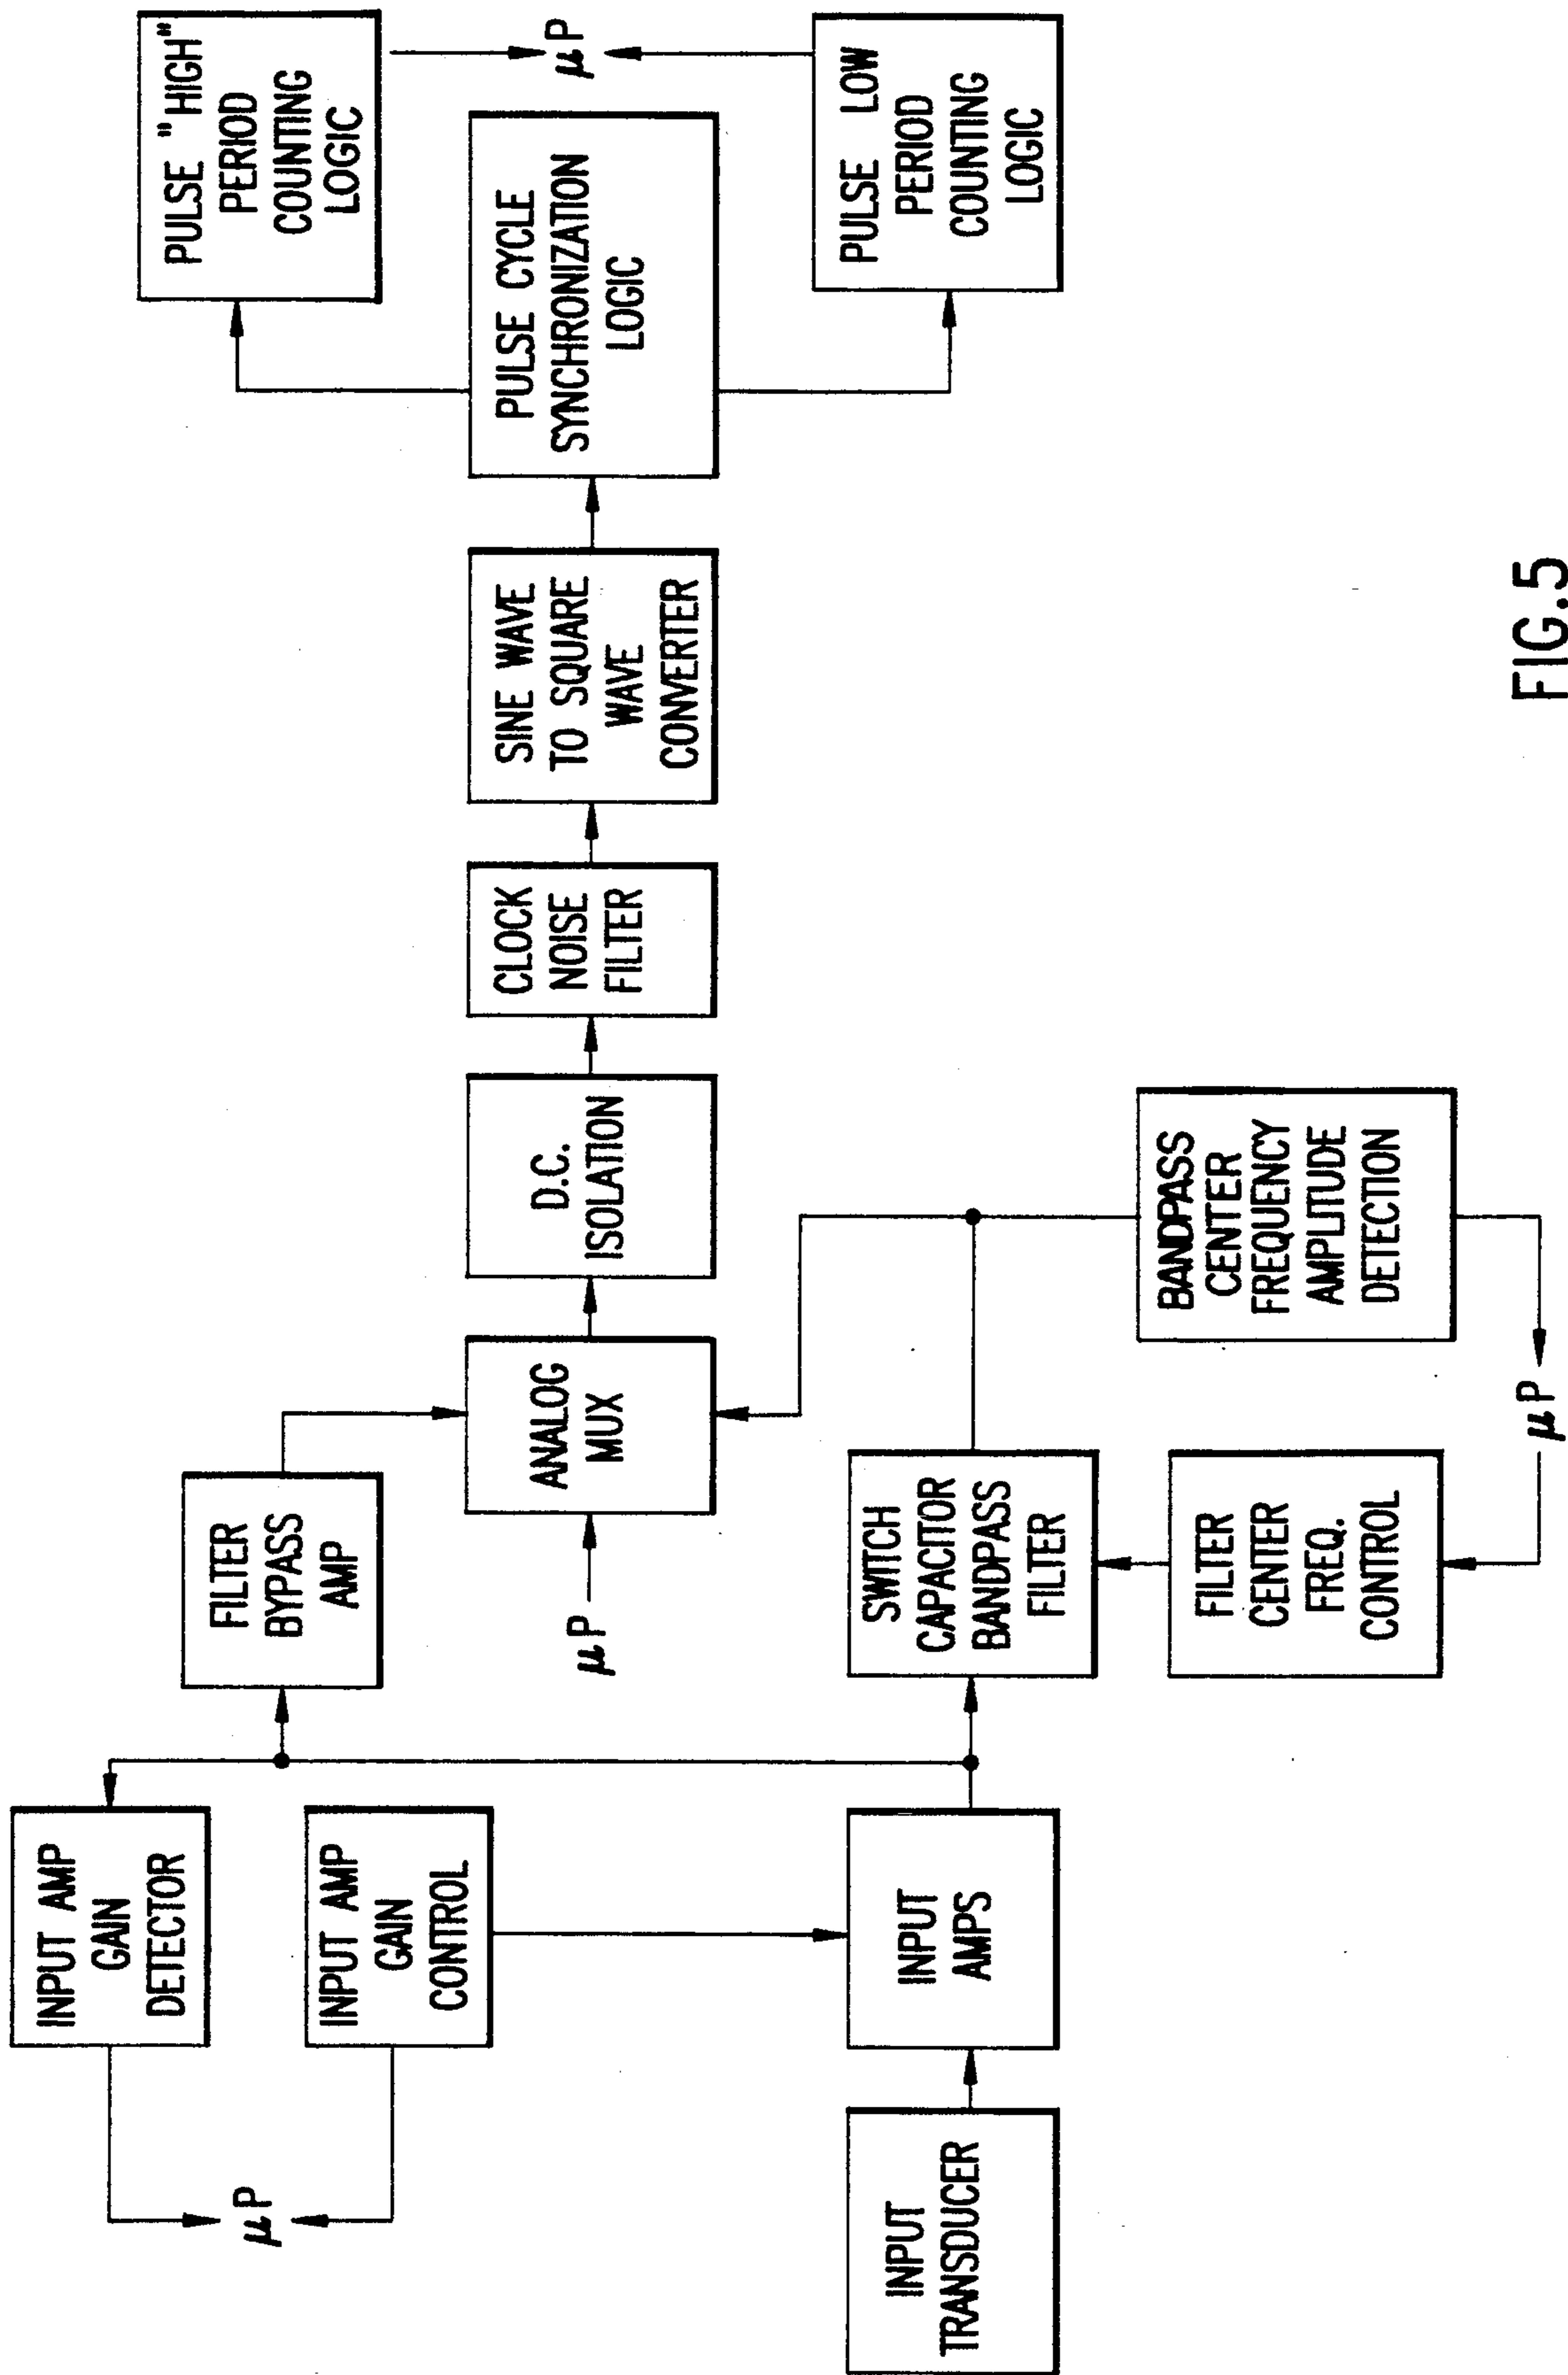 INPUT AMP
GAIN
DETECTOR
INPUT AMP
GAIN
CONTROL
μP
INPUT
TRANSDUCER
INPUT
AMPS
FILTER
BYPASS
AMP
μP
ANALOG
MUX
SWITCH
CAPACITOR
BANDPASS
FILTER
FILTER
CENTER
FREQ.
CONTROL
μP
BANDPASS
CENTER
FREQUENCY
AMPLITUDE
DETECTION
D.C.
ISOLATION
CLOCK
NOISE
FILTER
SINE WAVE
TO SQUARE
WAVE
CONVERTER
PULSE CYCLE
SYNCHRONIZATION
LOGIC
PULSE "HIGH"
PERIOD
COUNTING
LOGIC
μP
PULSE LOW
PERIOD
COUNTING
LOGIC
FIG.5